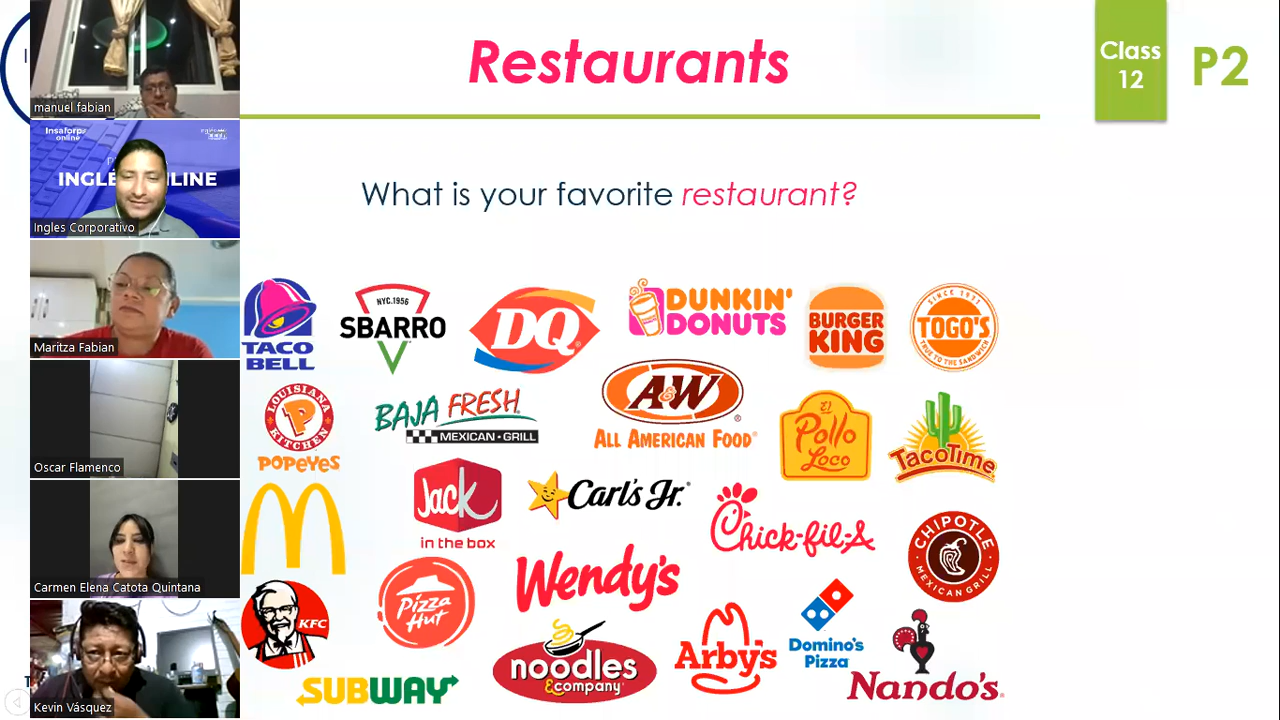 Restaurants
Class
12
P2
What is your favorite restaurant?
manuel fabian
Insaforp
online
INGLÉ
LINE
Ingles Corporativo
Maritza Fabian
Oscar Flamenco
Carmen Elena Catota Quintana
Kevin Vásquez
TACO
BELL
NYC.1956
SBARRO
DQ
DUNKIN'
DONUTS
BURGER
KING
SINCE 1971
TOGO'S
TRUE TO THE SANDWICH
LOUISIANA
P
KITCHEN
POPEYES
BAJA FRESH
MEXICAN • GRILL
A&W
ALL AMERICAN FOOD
El
Pollo
Loco
TacoTime
Jack
in the box
Carl's Jr.
Chick-fil-A
CHIPOTLE
MEXICAN GRILL
KFC
Pizza
Hut
Wendy's
noodles
&company
Arby's
Domino's
Pizza
Nando's
SUBWAY